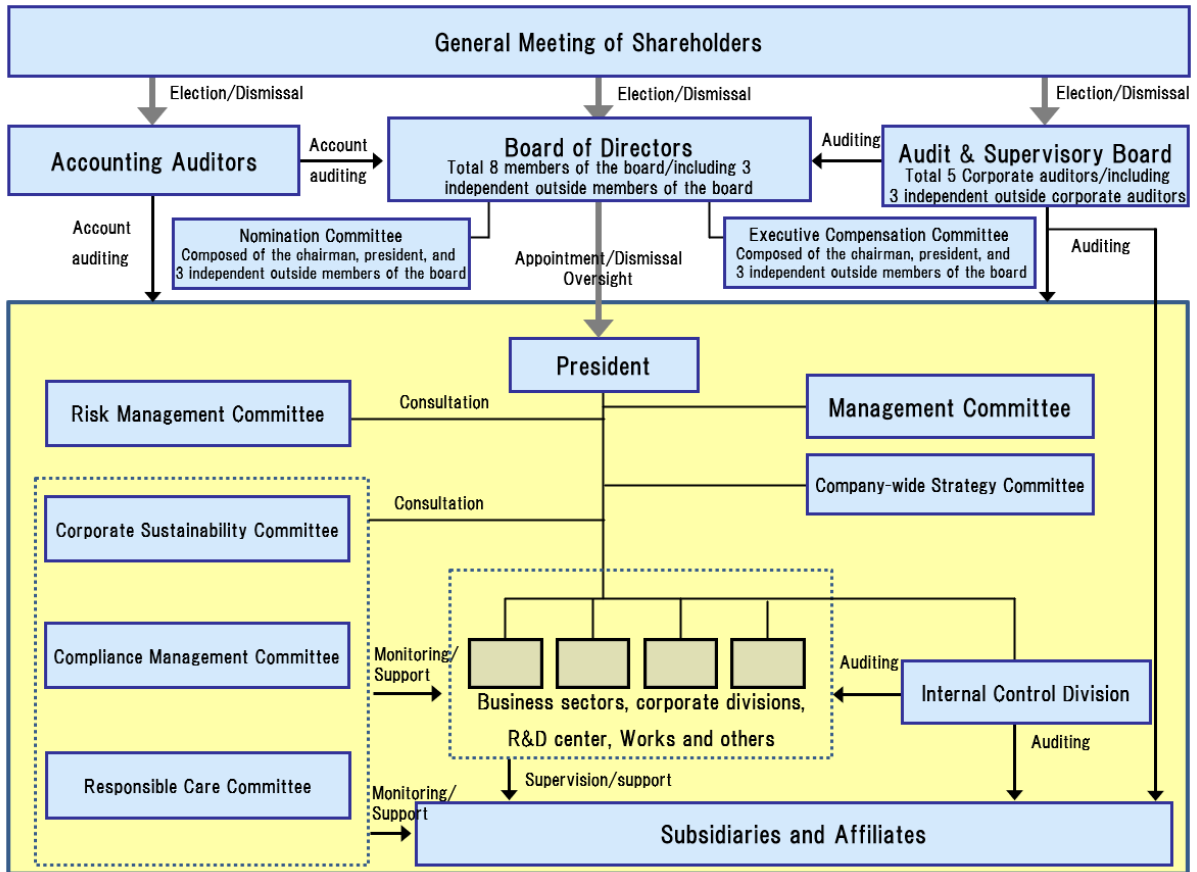 General Meeting of Shareholders
Election/Dismissal
Election/Dismissal
Election/Dismissal
Accounting Auditors
Account
auditing
Board of Directors
Total 8 members of the board/including 3
independent outside members of the board
Auditing
Audit & Supervisory Board
Total 5 Corporate auditors/including
3 independent outside corporate auditors
Account
auditing
Nomination Committee
Composed of the chairman, president, and
3 independent outside members of the board
Appointment/Dismissal
Oversight
Executive Compensation Committee
Composed of the chairman, president, and
3 independent outside members of the board
Auditing
President
Risk Management Committee
Consultation
Management Committee
Company-wide Strategy Committee
Corporate Sustainability Committee
Consultation
Compliance Management Committee
Monitoring/
Support
Business sectors, corporate divisions,
R&D center, Works and others
Auditing
Internal Control Division
Auditing
Supervision/support
Responsible Care Committee
Monitoring/
Support
Subsidiaries and Affiliates